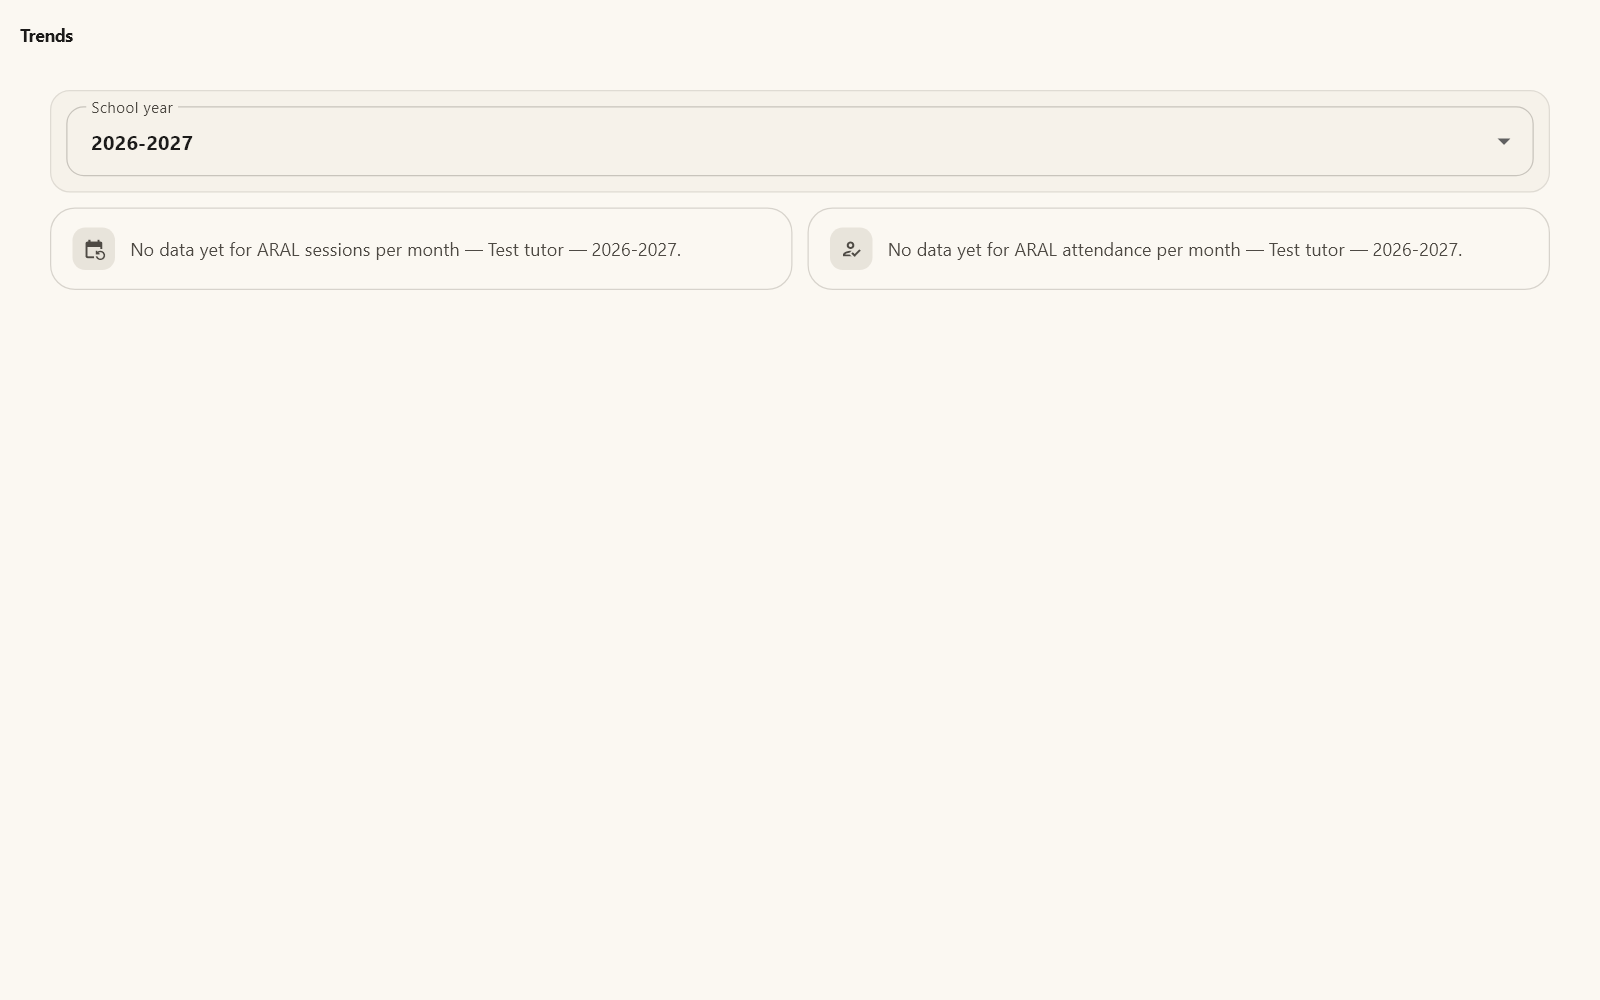 Trends
School year
2026-2027
No data yet for ARAL sessions per month — Test tutor — 2026-2027.
No data yet for ARAL attendance per month — Test tutor — 2026-2027.